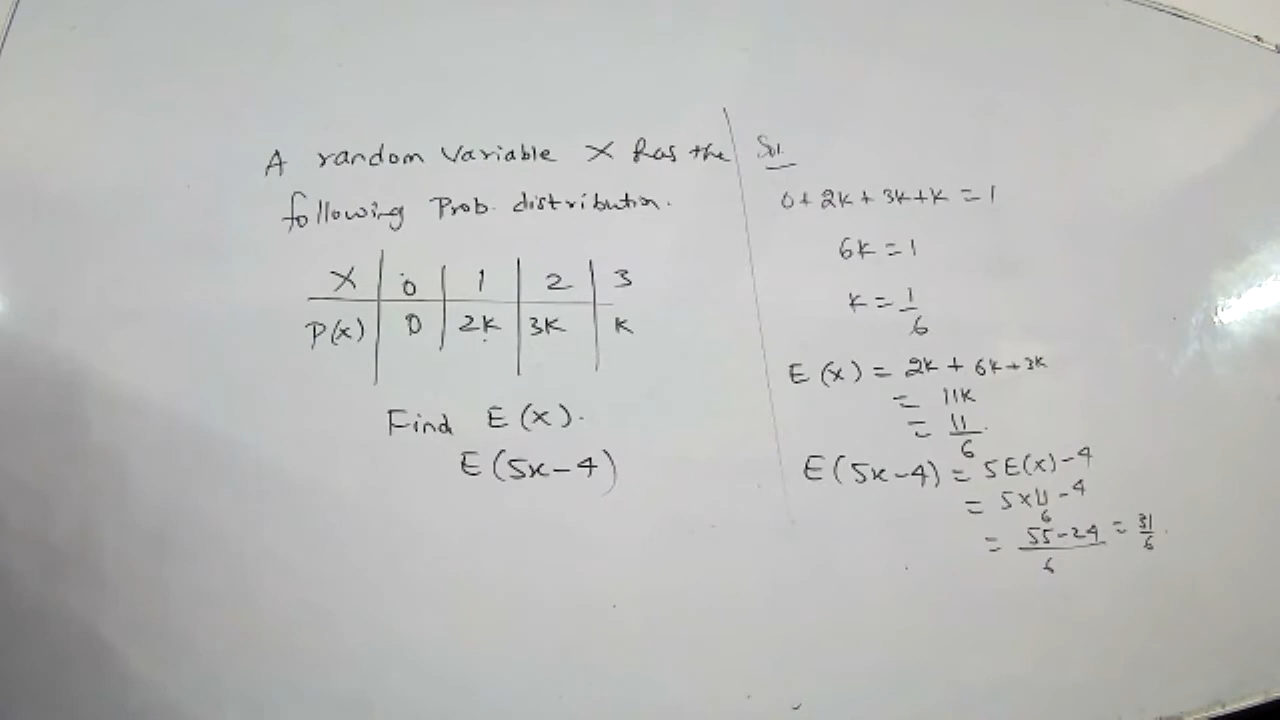 A random Variable X has the
following Prob. distribution.
X | 0 | 1 | 2 | 3
P(x) | 0 | 2K | 3K | K
Find E(x).
E(5x-4)
Sol.
0 + 2K + 3K + K = 1
6K = 1
K = 1/6
E(x) = 2K + 6K + 3K
= 11K
= 11/6.
E(5x-4) = 5E(x) - 4
= 5 x 11/6 - 4
= 55-24/6 = 31/6.